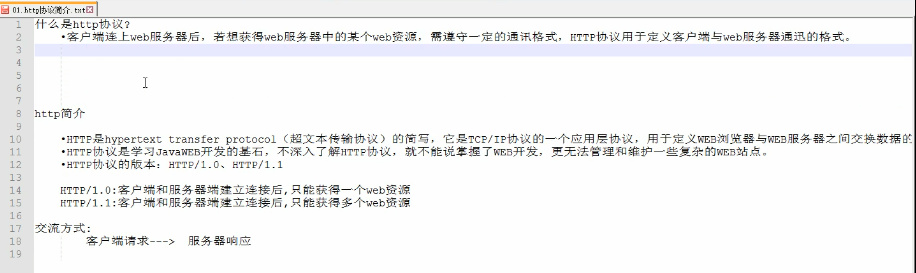 01.http协议简介.txt
1 什么是http协议?
2 •客户端连上web服务器后，若想获得web服务器中的某个web资源，需遵守一定的通讯格式，HTTP协议用于定义客户端与web服务器通迅的格式。
3
4
5
6
7
8 http简介
9
10 •HTTP是hypertext transfer protocol（超文本传输协议）的简写，它是TCP/IP协议的一个应用层协议，用于定义WEB浏览器与WEB服务器之间交换数据的
11 •HTTP协议是学习JavaWEB开发的基石，不深入了解HTTP协议，就不能说掌握了WEB开发，更无法管理和维护一些复杂的WEB站点。
12 •HTTP协议的版本：HTTP/1.0、HTTP/1.1
13
14 HTTP/1.0:客户端和服务器端建立连接后,只能获得一个web资源
15 HTTP/1.1:客户端和服务器端建立连接后,只能获得多个web资源
16
17 交流方式:
18 客户端请求---> 服务器响应
19